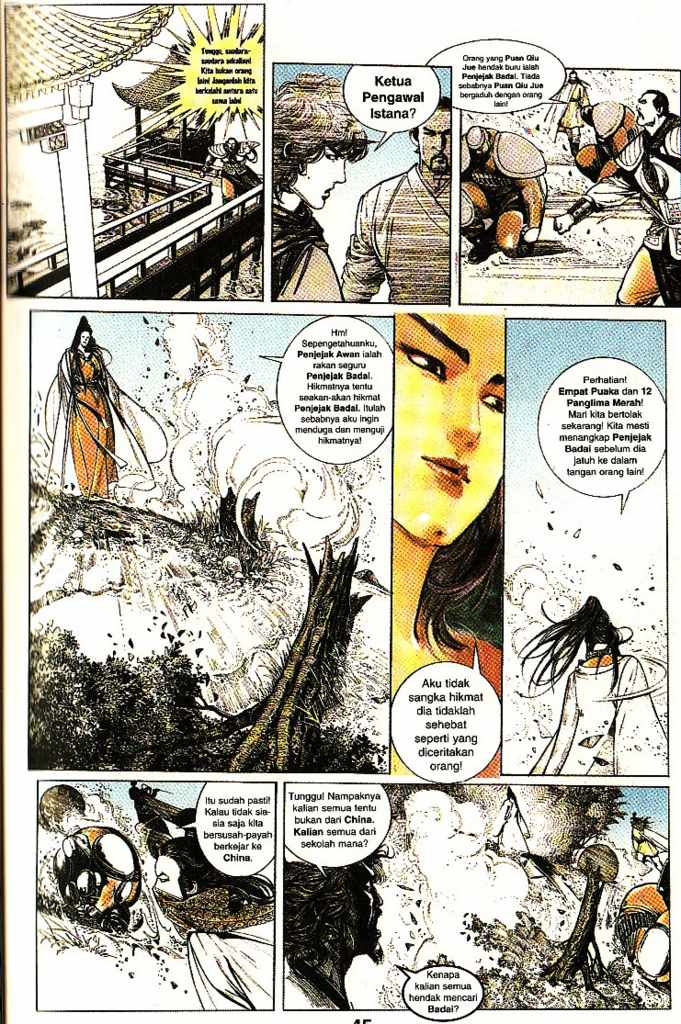 Tunggu, saudara-
saudara sekalian!
Kita bukan orang
lain! Janganlah kita
berkelahi antara satu
sama lain!
Ketua
Pengawal
Istana?
Orang yang Puan Qiu
Jue hendak buru ialah
Penjejak Badai. Tiada
sebabnya Puan Qiu Jue
bergaduh dengan orang
lain!
Hm!
Sepengetahuanku,
Penjejak Awan ialah
rakan seguru
Penjejak Badai.
Hikmatnya tentu
seakan-akan hikmat
Penjejak Badai. Itulah
sebabnya aku ingin
menduga dan menguji
hikmatnya!
Aku tidak
sangka hikmat
dia tidaklah
sehebat
seperti yang
diceritakan
orang!
Perhatian!
Empat Puaka dan 12
Panglima Merah!
Mari kita bertolak
sekarang! Kita mesti
menangkap Penjejak
Badai sebelum dia
jatuh ke dalam
tangan orang lain!
Itu sudah pasti!
Kalau tidak sia-
sia saja kita
bersusah-payah
berkejar ke
China.
Tunggu! Nampaknya
kalian semua tentu
bukan dari China.
Kalian semua dari
sekolah mana?
Kenapa
kalian semua
hendak mencari
Badai?